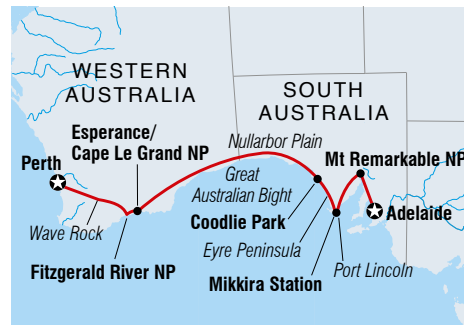 WESTERN
AUSTRALIA
SOUTH
AUSTRALIA
Esperance/
Cape Le Grand NP
Nullarbor Plain
Perth
Mt Remarkable NP
Great
Australian Bight
Coodlie Park
Adelaide
Wave Rock
Eyre Peninsula
Fitzgerald River NP
Mikkira Station
Port Lincoln